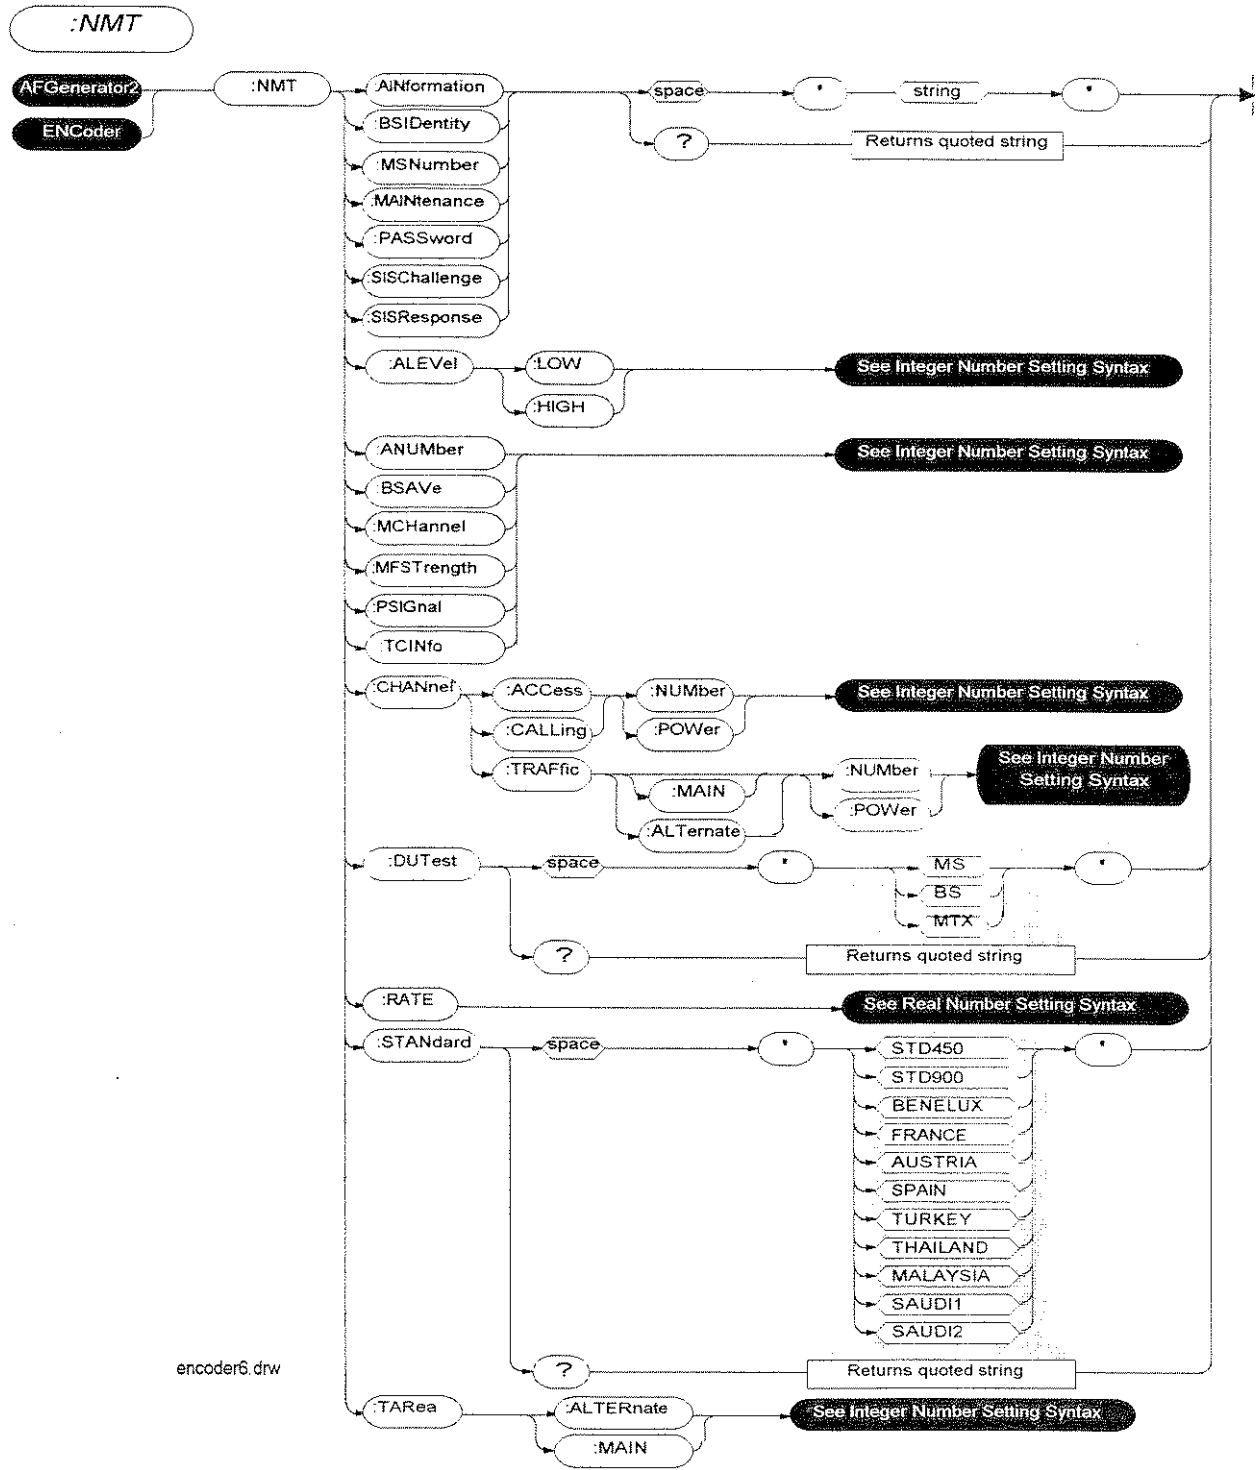 :NMT
AFGenerator2
ENCoder
:NMT
:AINformation
:BSIDentity
:MSNumber
:MAINtenance
:PASSword
:SISChallenge
:SISResponse
space
"
string
"
?
Returns quoted string
:ALEVel
:LOW
:HIGH
See Integer Number Setting Syntax
:ANUMber
:BSAVe
:MCHannel
:MFSTrength
:PSIGnal
:TCINfo
See Integer Number Setting Syntax
:CHANnel
:ACCess
:CALLing
:NUMber
:POWer
See Integer Number Setting Syntax
:TRAFfic
:MAIN
:ALTernate
:NUMber
:POWer
See Integer Number
Setting Syntax
:DUTest
space
"
MS
BS
MTX
"
?
Returns quoted string
:RATE
See Real Number Setting Syntax
:STANdard
space
"
STD450
STD900
BENELUX
FRANCE
AUSTRIA
SPAIN
TURKEY
THAILAND
MALAYSIA
SAUDI1
SAUDI2
"
?
Returns quoted string
encoder6.drw
:TARea
:ALTERnate
:MAIN
See Integer Number Setting Syntax